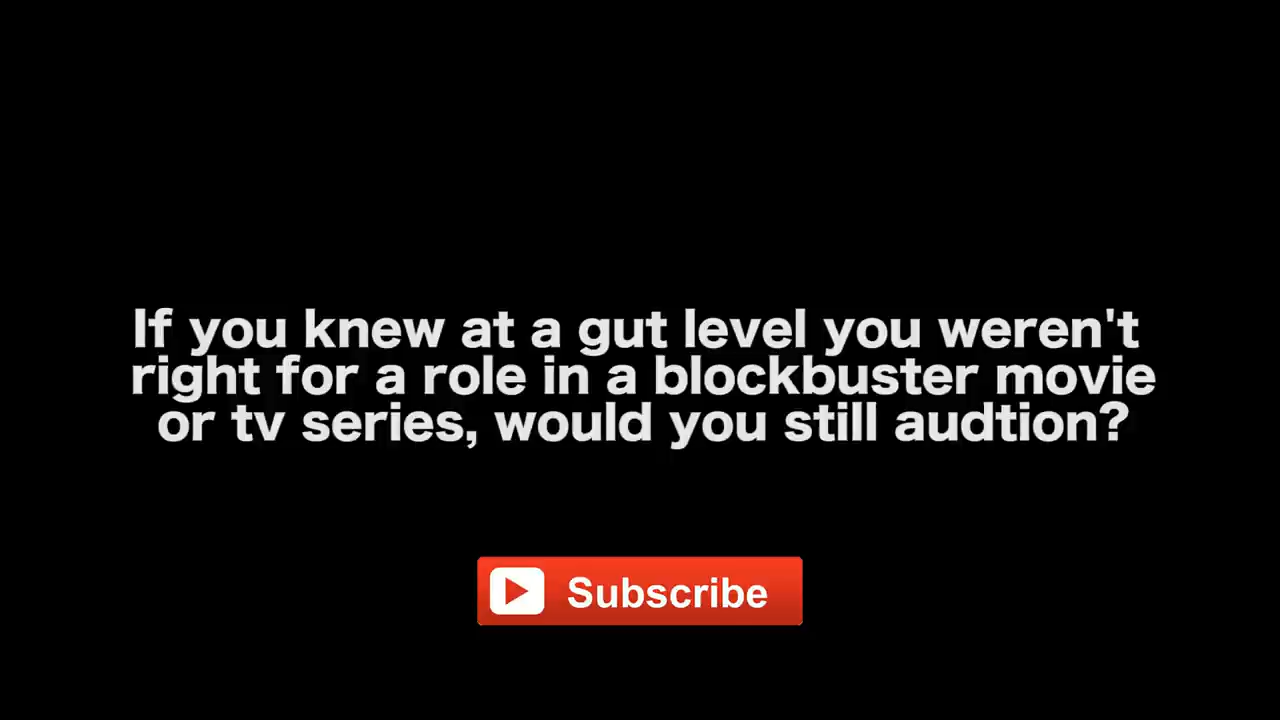 If you knew at a gut level you weren't
right for a role in a blockbuster movie
or tv series, would you still audtion?
Subscribe